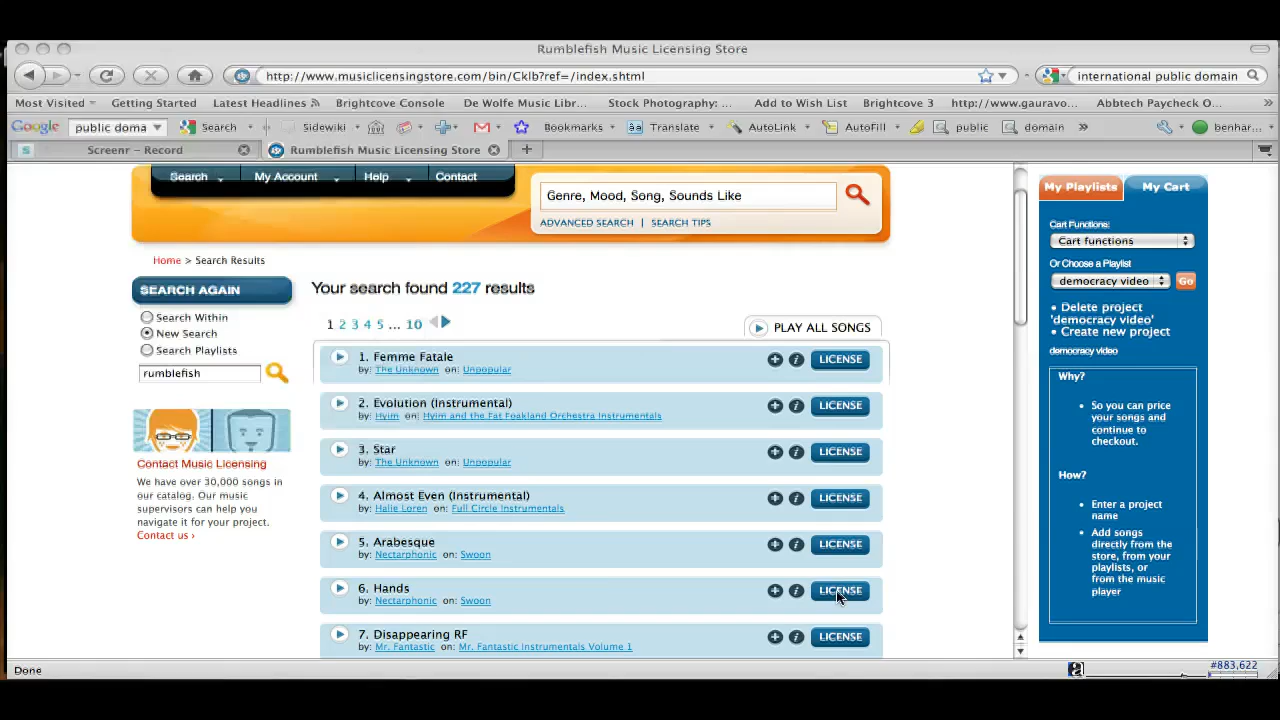 Rumblefish Music Licensing Store
http://www.musiclicensingstore.com/bin/Cklb?ref=/index.shtml
international public domain
Most Visited Getting Started Latest Headlines Brightcove Console De Wolfe Music Libr... Stock Photography: ... Add to Wish List Brightcove 3 http://www.gauravo... Abbtech Paycheck O... »
Google public doma Search Sidewiki Bookmarks Translate AutoLink AutoFill public domain » benhar...
Screenr - Record
Rumblefish Music Licensing Store
Search My Account Help Contact
Genre, Mood, Song, Sounds Like
ADVANCED SEARCH | SEARCH TIPS
Home > Search Results
SEARCH AGAIN
Search Within
New Search
Search Playlists
rumblefish
Contact Music Licensing
We have over 30,000 songs in
our catalog. Our music
supervisors can help you
navigate it for your project.
Contact us ›
Your search found 227 results
1 2 3 4 5 ... 10
PLAY ALL SONGS
1. Femme Fatale
by: The Unknown on: Unpopular
LICENSE
2. Evolution (Instrumental)
by: Hyim on: Hyim and the Fat Foakland Orchestra Instrumentals
LICENSE
3. Star
by: The Unknown on: Unpopular
LICENSE
4. Almost Even (Instrumental)
by: Halie Loren on: Full Circle Instrumentals
LICENSE
5. Arabesque
by: Nectarphonic on: Swoon
LICENSE
6. Hands
by: Nectarphonic on: Swoon
LICENSE
7. Disappearing RF
by: Mr. Fantastic on: Mr. Fantastic Instrumentals Volume 1
LICENSE
My Playlists
My Cart
Cart Functions:
Cart functions
Or Choose a Playlist
democracy video Go
• Delete project
'democracy video'
• Create new project
democracy video
Why?
• So you can price
your songs and
continue to
checkout.
How?
• Enter a project
name
• Add songs
directly from the
store, from your
playlists, or
from the music
player
Done
#883,622